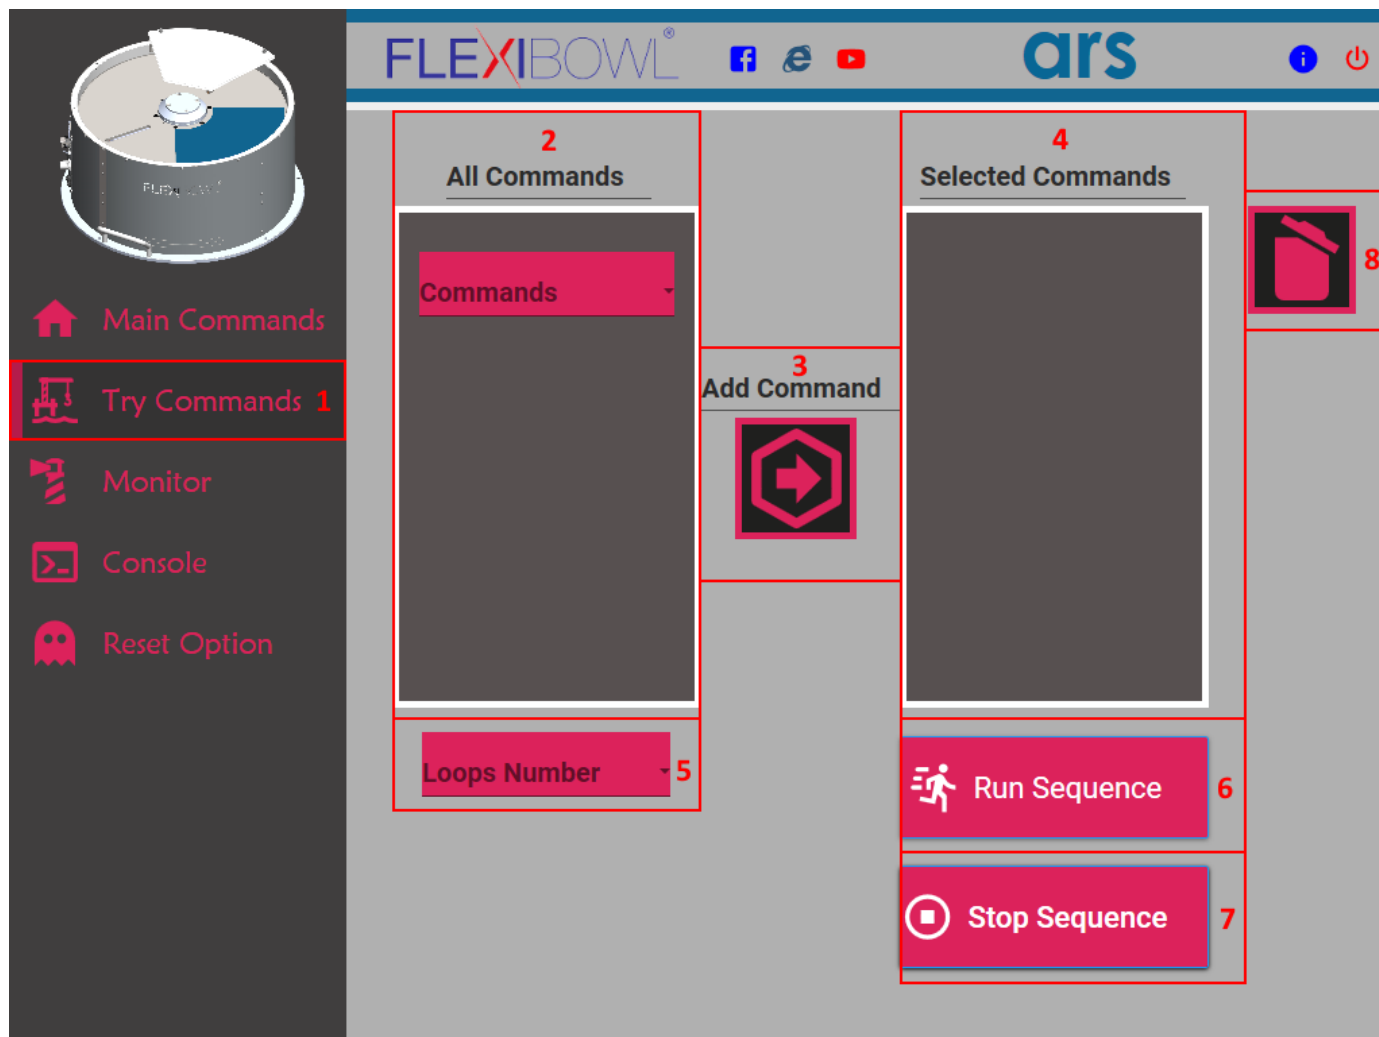 FLEXIBOWL®
ars
2
All Commands
4
Selected Commands
8
Commands
Main Commands
3
Add Command
Try Commands 1
Monitor
Console
Reset Option
Loops Number 5
Run Sequence 6
Stop Sequence 7